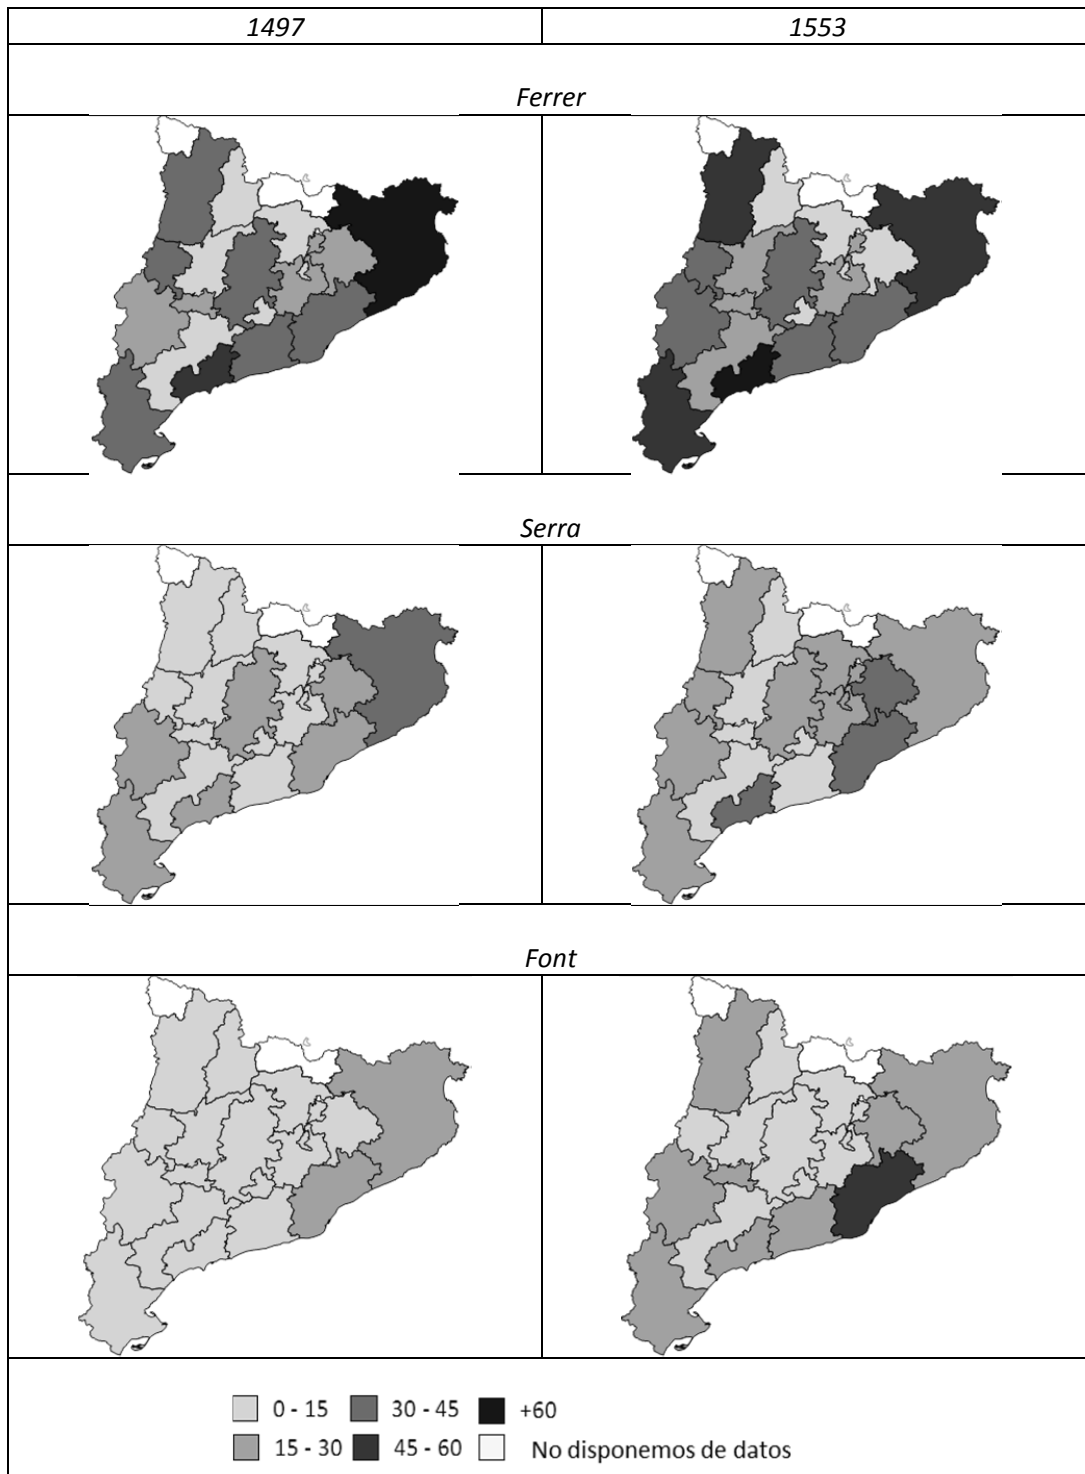 1497 1553
Ferrer
Serra
Font
0 - 15 30 - 45 +60
15 - 30 45 - 60 No disponemos de datos